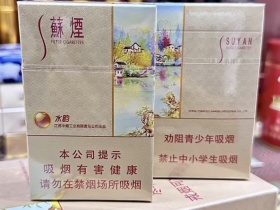 蘇煙
SUYAN
水韵
江苏中烟工业有限责任公司出品
本公司提示
吸烟有害健康
请勿在禁烟场所吸烟
劝阻青少年吸烟
禁止中小学生吸烟